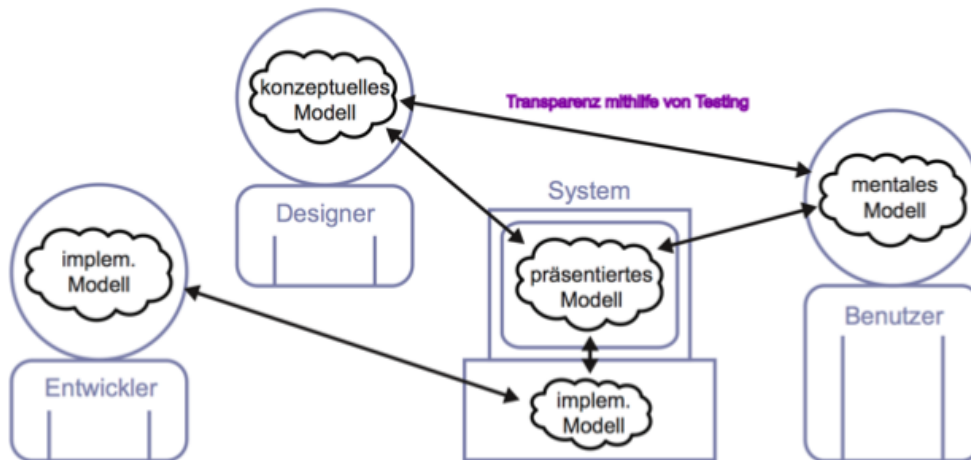 konzeptuelles
Modell
Transparenz mithilfe von Testing
Designer
System
mentales
Modell
implem.
Modell
präsentiertes
Modell
Benutzer
Entwickler
implem.
Modell